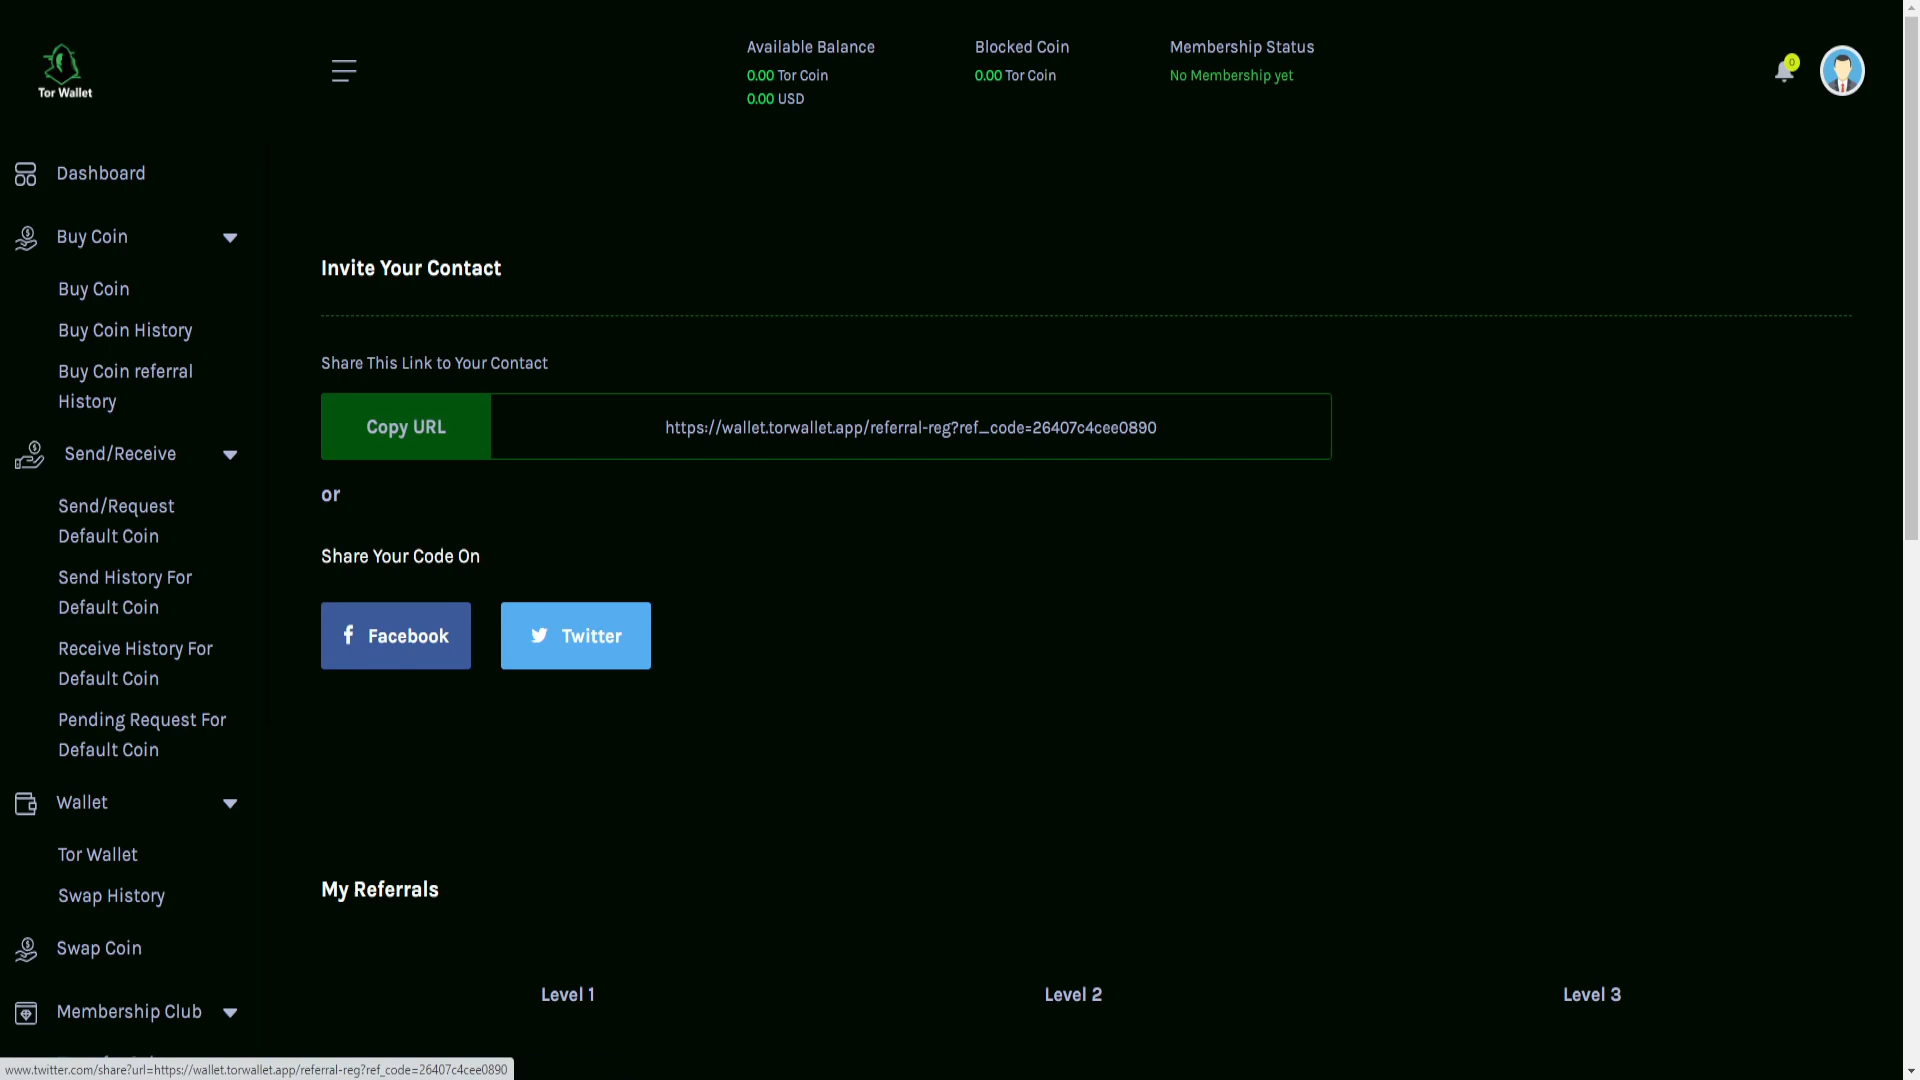 Tor Wallet
Available Balance
0.00 Tor Coin
0.00 USD
Blocked Coin
0.00 Tor Coin
Membership Status
No Membership yet
0
Dashboard
Buy Coin
Buy Coin
Buy Coin History
Buy Coin referral
History
Send/Receive
Send/Request
Default Coin
Send History For
Default Coin
Receive History For
Default Coin
Pending Request For
Default Coin
Wallet
Tor Wallet
Swap History
Swap Coin
Membership Club
Invite Your Contact
Share This Link to Your Contact
Copy URL
https://wallet.torwallet.app/referral-reg?ref_code=26407c4cee0890
or
Share Your Code On
Facebook
Twitter
My Referrals
Level 1
Level 2
Level 3
www.twitter.com/share?url=https://wallet.torwallet.app/referral-reg?ref_code=26407c4cee0890